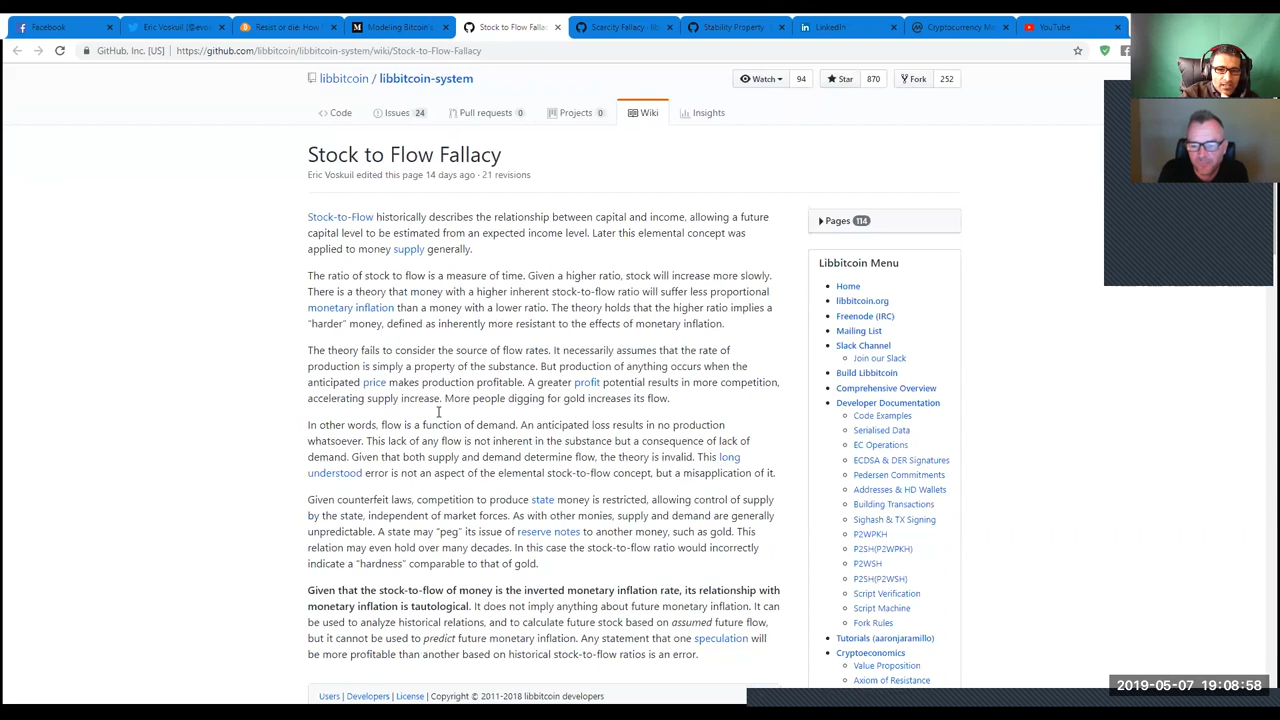 Facebook
Eric Voskuil (@evos
Resist or die: How
Modeling Bitcoin v
Stock to Flow Fallac
Scarcity Fallacy · lib
Stability Property
LinkedIn
Cryptocurrency Ma
YouTube
GitHub, Inc. [US] | https://github.com/libbitcoin/libbitcoin-system/wiki/Stock-to-Flow-Fallacy
libbitcoin / libbitcoin-system
Watch 94 Star 870 Fork 252
Code Issues 24 Pull requests 0 Projects 0 Wiki Insights
Stock to Flow Fallacy
Eric Voskuil edited this page 14 days ago · 21 revisions
Stock-to-Flow historically describes the relationship between capital and income, allowing a future
capital level to be estimated from an expected income level. Later this elemental concept was
applied to money supply generally.
The ratio of stock to flow is a measure of time. Given a higher ratio, stock will increase more slowly.
There is a theory that money with a higher inherent stock-to-flow ratio will suffer less proportional
monetary inflation than a money with a lower ratio. The theory holds that the higher ratio implies a
"harder" money, defined as inherently more resistant to the effects of monetary inflation.
The theory fails to consider the source of flow rates. It necessarily assumes that the rate of
production is simply a property of the substance. But production of anything occurs when the
anticipated price makes production profitable. A greater profit potential results in more competition,
accelerating supply increase. More people digging for gold increases its flow.
In other words, flow is a function of demand. An anticipated loss results in no production
whatsoever. This lack of any flow is not inherent in the substance but a consequence of lack of
demand. Given that both supply and demand determine flow, the theory is invalid. This long
understood error is not an aspect of the elemental stock-to-flow concept, but a misapplication of it.
Given counterfeit laws, competition to produce state money is restricted, allowing control of supply
by the state, independent of market forces. As with other monies, supply and demand are generally
unpredictable. A state may "peg" its issue of reserve notes to another money, such as gold. This
relation may even hold over many decades. In this case the stock-to-flow ratio would incorrectly
indicate a "hardness" comparable to that of gold.
Given that the stock-to-flow of money is the inverted monetary inflation rate, its relationship with
monetary inflation is tautological. It does not imply anything about future monetary inflation. It can
be used to analyze historical relations, and to calculate future stock based on assumed future flow,
but it cannot be used to predict future monetary inflation. Any statement that one speculation will
be more profitable than another based on historical stock-to-flow ratios is an error.
Users | Developers | License | Copyright © 2011-2018 libbitcoin developers
Pages 114
Libbitcoin Menu
Home
libbitcoin.org
Freenode (IRC)
Mailing List
Slack Channel
Join our Slack
Build Libbitcoin
Comprehensive Overview
Developer Documentation
Code Examples
Serialised Data
EC Operations
ECDSA & DER Signatures
Pedersen Commitments
Addresses & HD Wallets
Building Transactions
Sighash & TX Signing
P2WPKH
P2SH(P2WPKH)
P2WSH
P2SH(P2WSH)
Script Verification
Script Machine
Fork Rules
Tutorials (aaronjaramillo)
Cryptoeconomics
Value Proposition
Axiom of Resistance
2019-05-07 19:08:58